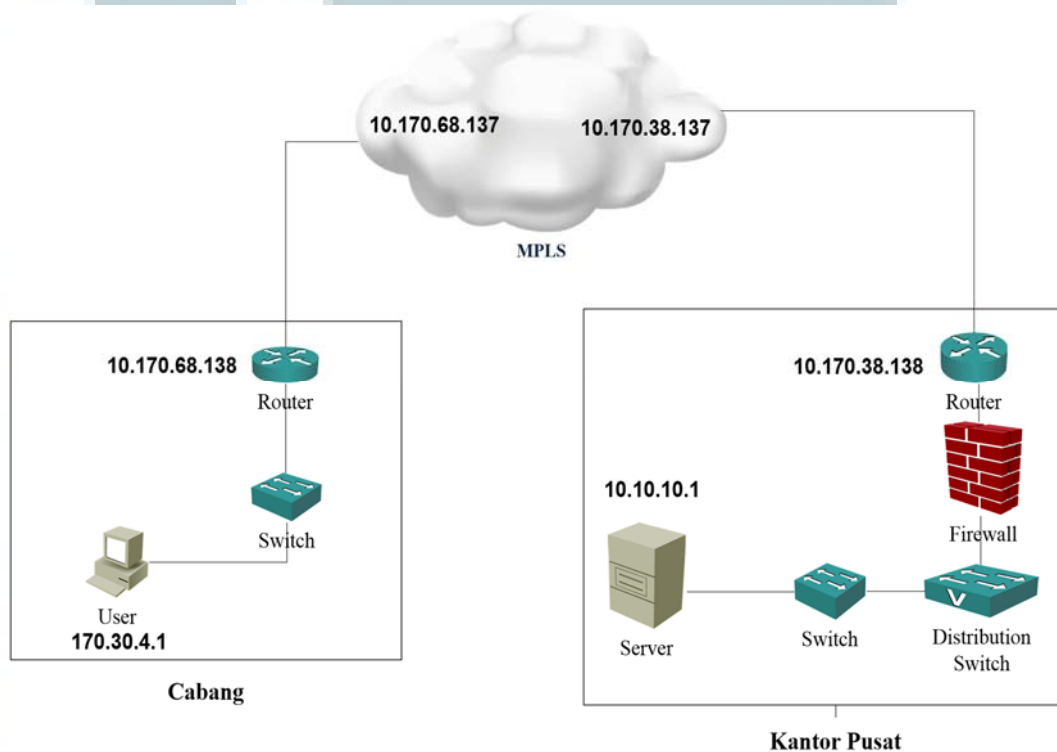 10.170.68.137
10.170.38.137
MPLS
10.170.68.138
Router
Switch
User
170.30.4.1
Cabang
10.170.38.138
Router
Firewall
10.10.10.1
Server
Switch
Distribution
Switch
Kantor Pusat